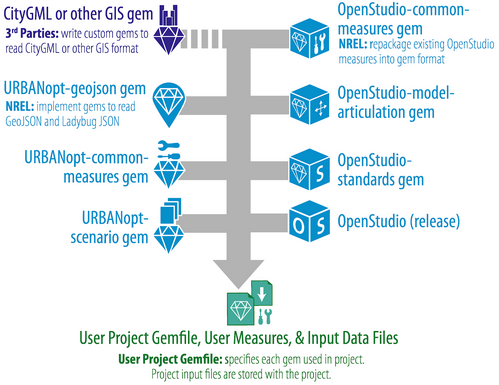 CityGML or other GIS gem
3rd Parties: write custom gems to
read CityGML or other GIS format
OpenStudio-common-
measures gem
NREL: repackage existing OpenStudio
measures into gem format
URBANopt-geojson gem
NREL: implement gems to read
GeoJSON and Ladybug JSON
OpenStudio-model-
articulation gem
URBANopt-common-
measures gem
OpenStudio-
standards gem
S
URBANopt-
scenario gem
OpenStudio (release)
O S
User Project Gemfile, User Measures, & Input Data Files
User Project Gemfile: specifies each gem used in project.
Project input files are stored with the project.